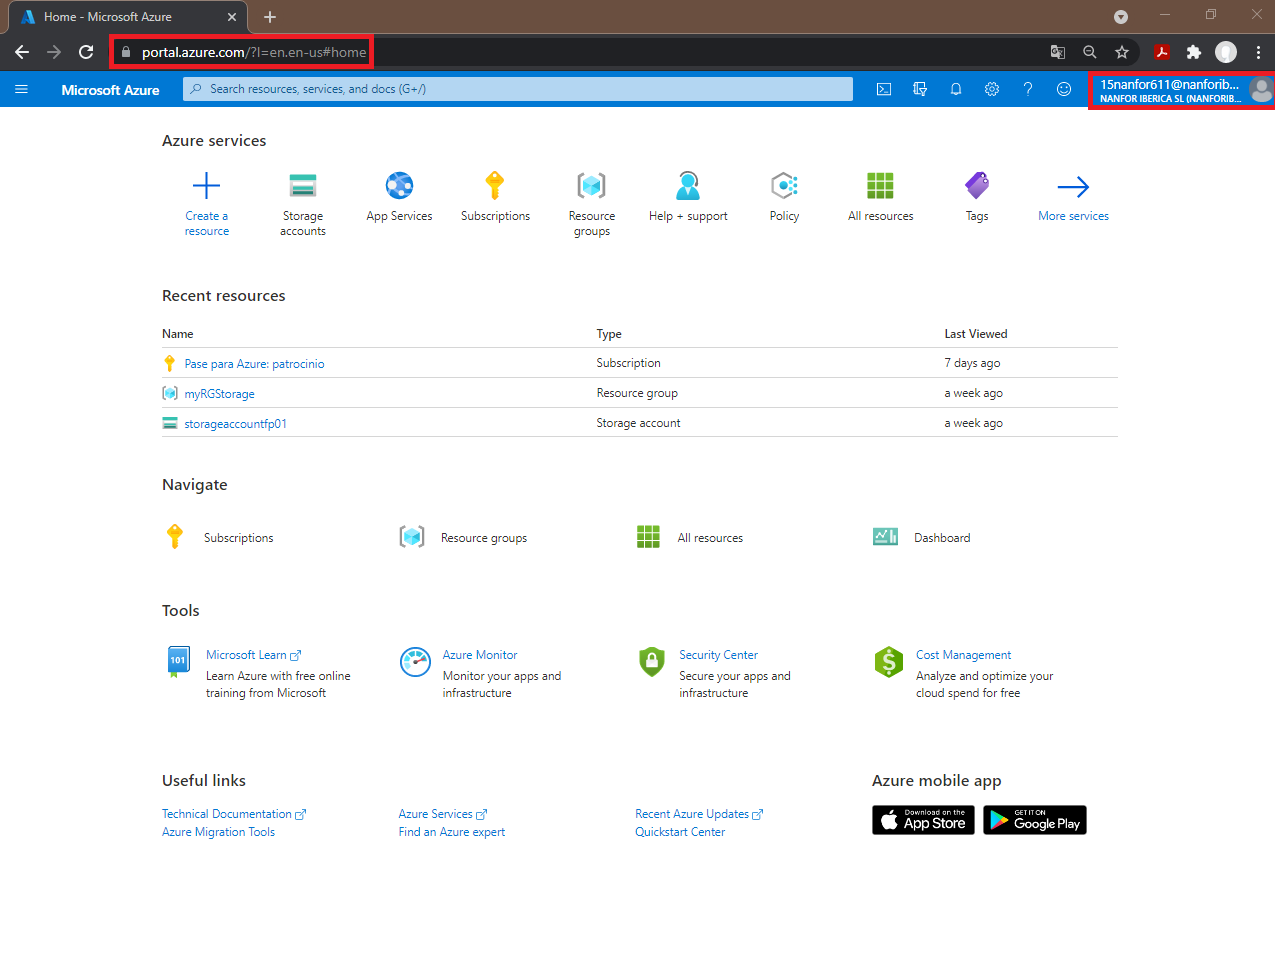 Home - Microsoft Azure
portal.azure.com/?l=en.en-us#home
Microsoft Azure
Search resources, services, and docs (G+/)
15nanfor611@nanforib...
NANFOR IBERICA SL (NANFORIB...
Azure services
Create a resource
Storage accounts
App Services
Subscriptions
Resource groups
Help + support
Policy
All resources
Tags
More services
Recent resources
Name Type Last Viewed
Pase para Azure: patrocinio Subscription 7 days ago
myRGStorage Resource group a week ago
storageaccountfp01 Storage account a week ago
Navigate
Subscriptions
Resource groups
All resources
Dashboard
Tools
101
Microsoft Learn
Learn Azure with free online
training from Microsoft
Azure Monitor
Monitor your apps and
infrastructure
Security Center
Secure your apps and
infrastructure
$
Cost Management
Analyze and optimize your
cloud spend for free
Useful links
Technical Documentation
Azure Migration Tools
Azure Services
Find an Azure expert
Recent Azure Updates
Quickstart Center
Azure mobile app
Download on the
App Store
GET IT ON
Google Play